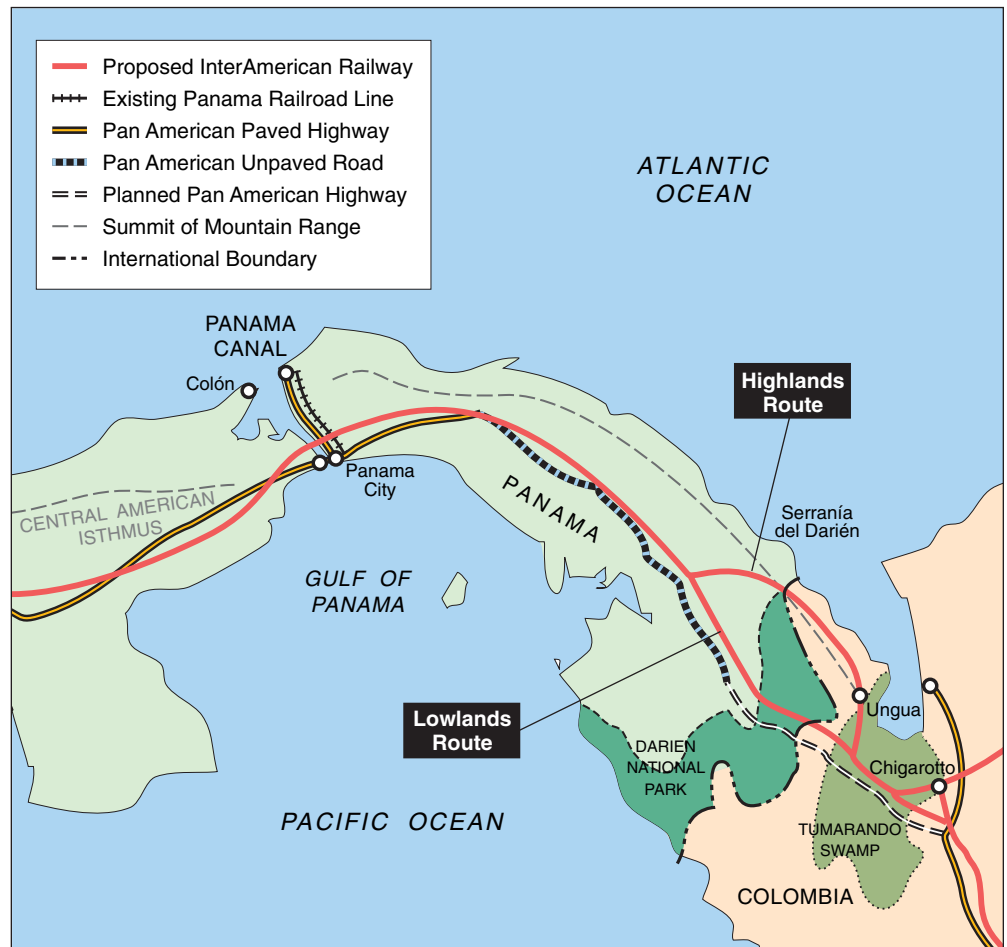 Proposed InterAmerican Railway
Existing Panama Railroad Line
Pan American Paved Highway
Pan American Unpaved Road
Planned Pan American Highway
Summit of Mountain Range
International Boundary
ATLANTIC
OCEAN
PANAMA
CANAL
Colón
Highlands
Route
Panama
City
CENTRAL AMERICAN
ISTHMUS
PANAMA
Serranía
del Darién
GULF OF
PANAMA
Ungua
Lowlands
Route
DARIEN
NATIONAL
PARK
Chigarotto
PACIFIC OCEAN
TUMARANDO
SWAMP
COLOMBIA